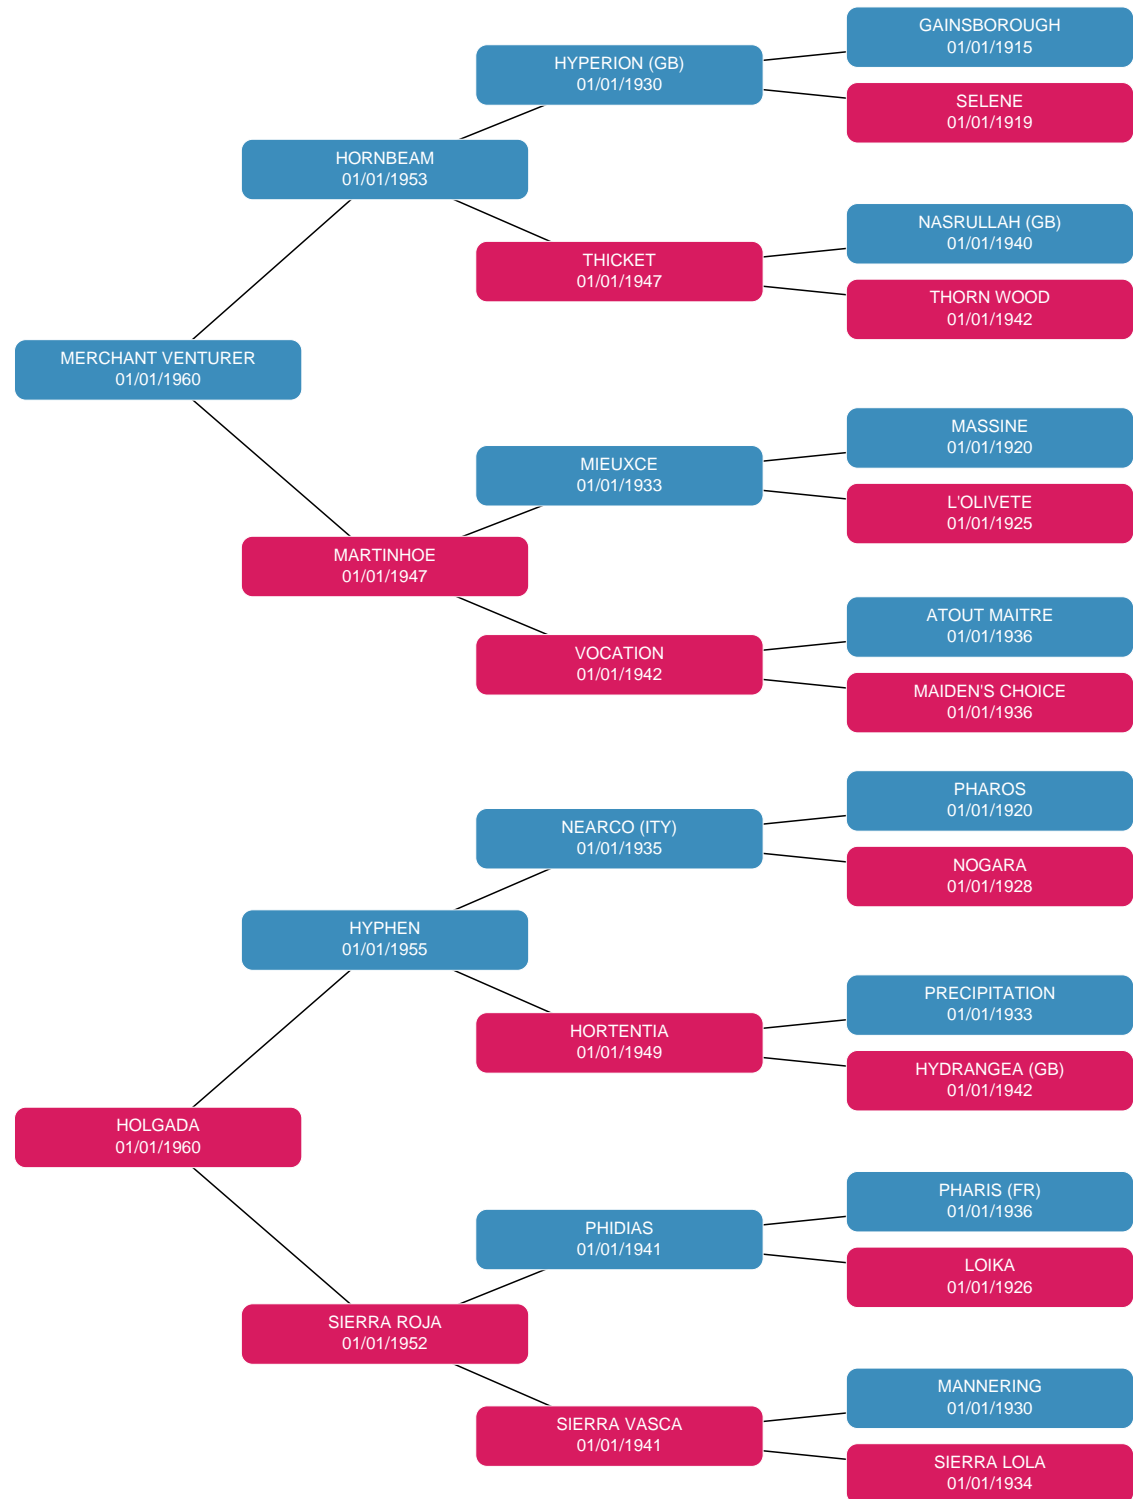 GAINSBOROUGH
01/01/1915
HYPERION (GB)
01/01/1930
SELENE
01/01/1919
HORNBEAM
01/01/1953
NASRULLAH (GB)
01/01/1940
THICKET
01/01/1947
THORN WOOD
01/01/1942
MERCHANT VENTURER
01/01/1960
MASSINE
01/01/1920
MIEUXCE
01/01/1933
L'OLIVETE
01/01/1925
MARTINHOE
01/01/1947
ATOUT MAITRE
01/01/1936
VOCATION
01/01/1942
MAIDEN'S CHOICE
01/01/1936
PHAROS
01/01/1920
NEARCO (ITY)
01/01/1935
NOGARA
01/01/1928
HYPHEN
01/01/1955
PRECIPITATION
01/01/1933
HORTENTIA
01/01/1949
HYDRANGEA (GB)
01/01/1942
HOLGADA
01/01/1960
PHARIS (FR)
01/01/1936
PHIDIAS
01/01/1941
LOIKA
01/01/1926
SIERRA ROJA
01/01/1952
MANNERING
01/01/1930
SIERRA VASCA
01/01/1941
SIERRA LOLA
01/01/1934